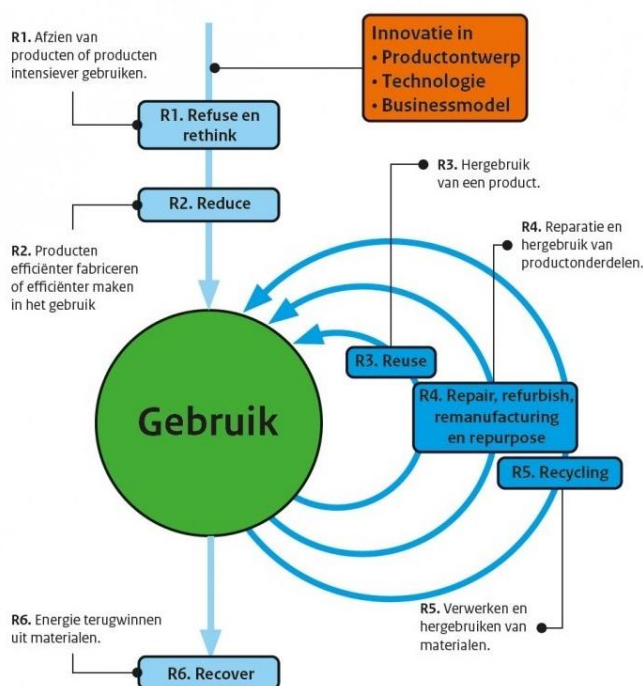 R1. Afzien van
producten of producten
intensiever gebruiken.
Innovatie in
• Productontwerp
• Technologie
• Businessmodel
R1. Refuse en
rethink
R3. Hergebruik
van een product.
R2. Reduce
R4. Reparatie en
hergebruik van
productonderdelen.
R2. Producten
efficiënter fabriceren
of efficiënter maken
in het gebruik
R3. Reuse
Gebruik
R4. Repair, refurbish,
remanufacturing
en repurpose
R5. Recycling
R6. Energie terugwinnen
uit materialen.
R5. Verwerken en
hergebruiken van
materialen.
R6. Recover